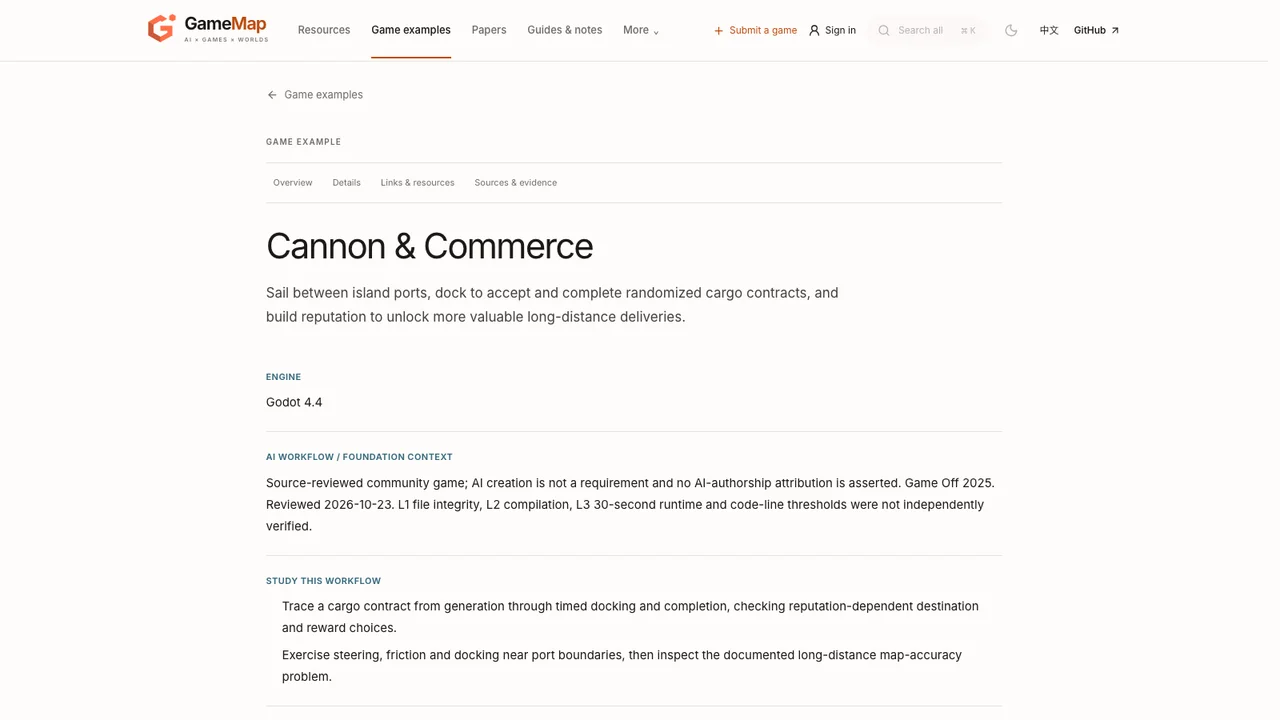 GameMap
AI × GAMES × WORLDS
Resources
Game examples
Papers
Guides & notes
More
Submit a game
Sign in
Search all
⌘ K
中文
GitHub
Game examples
GAME EXAMPLE
Overview
Details
Links & resources
Sources & evidence
Cannon & Commerce
Sail between island ports, dock to accept and complete randomized cargo contracts, and
build reputation to unlock more valuable long-distance deliveries.
ENGINE
Godot 4.4
AI WORKFLOW / FOUNDATION CONTEXT
Source-reviewed community game; AI creation is not a requirement and no AI-authorship attribution is asserted. Game Off 2025.
Reviewed 2026-10-23. L1 file integrity, L2 compilation, L3 30-second runtime and code-line thresholds were not independently
verified.
STUDY THIS WORKFLOW
Trace a cargo contract from generation through timed docking and completion, checking reputation-dependent destination
and reward choices.
Exercise steering, friction and docking near port boundaries, then inspect the documented long-distance map-accuracy
problem.